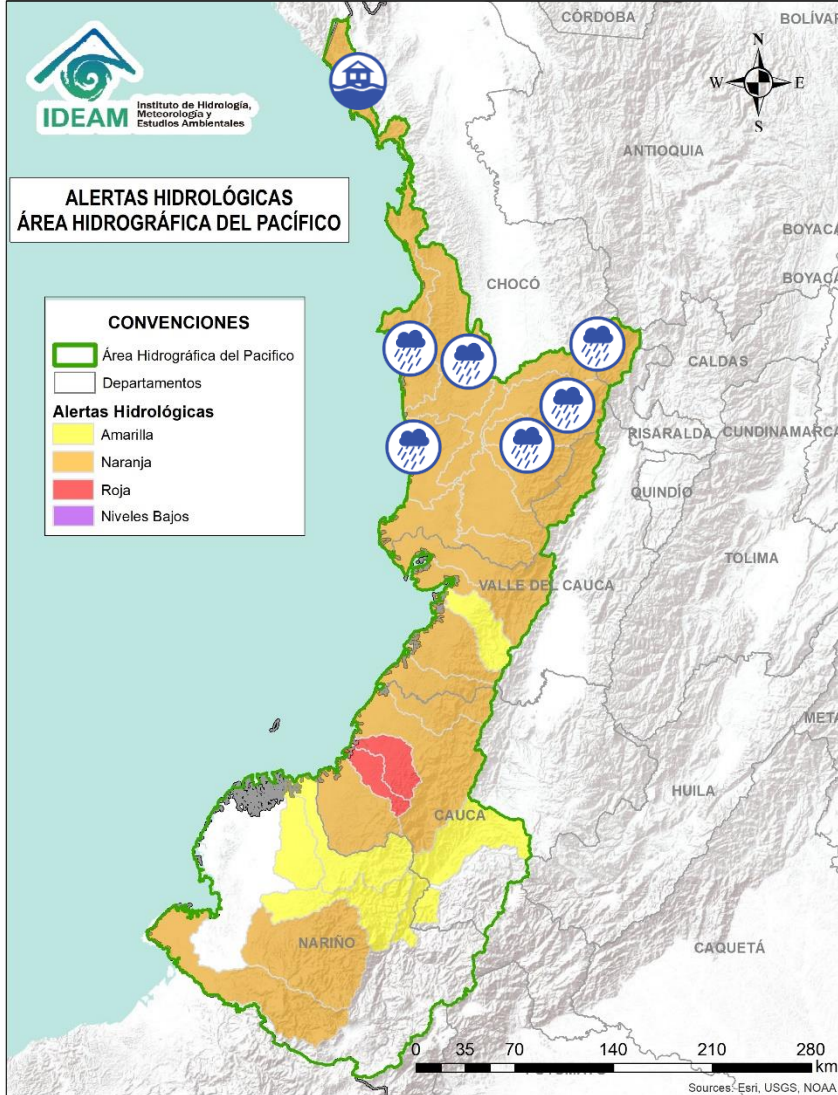 CÓRDOBA
BOLÍVAR
IDEAM
Instituto de Hidrología,
Meteorología y
Estudios Ambientales
N
W
E
S
ANTIOQUIA
ALERTAS HIDROLÓGICAS
ÁREA HIDROGRÁFICA DEL PACÍFICO
BOYACÁ
BOYACÁ
CHOCÓ
CONVENCIONES
Área Hidrográfica del Pacifico
Departamentos
Alertas Hidrológicas
Amarilla
Naranja
Roja
Niveles Bajos
CALDAS
RISARALDA
CUNDINAMARCA
QUINDÍO
TOLIMA
VALLE DEL CAUCA
META
HUILA
CAUCA
NARIÑO
CAQUETÁ
0 35 70 140 210 280
km
Sources: Esri, USGS, NOAA